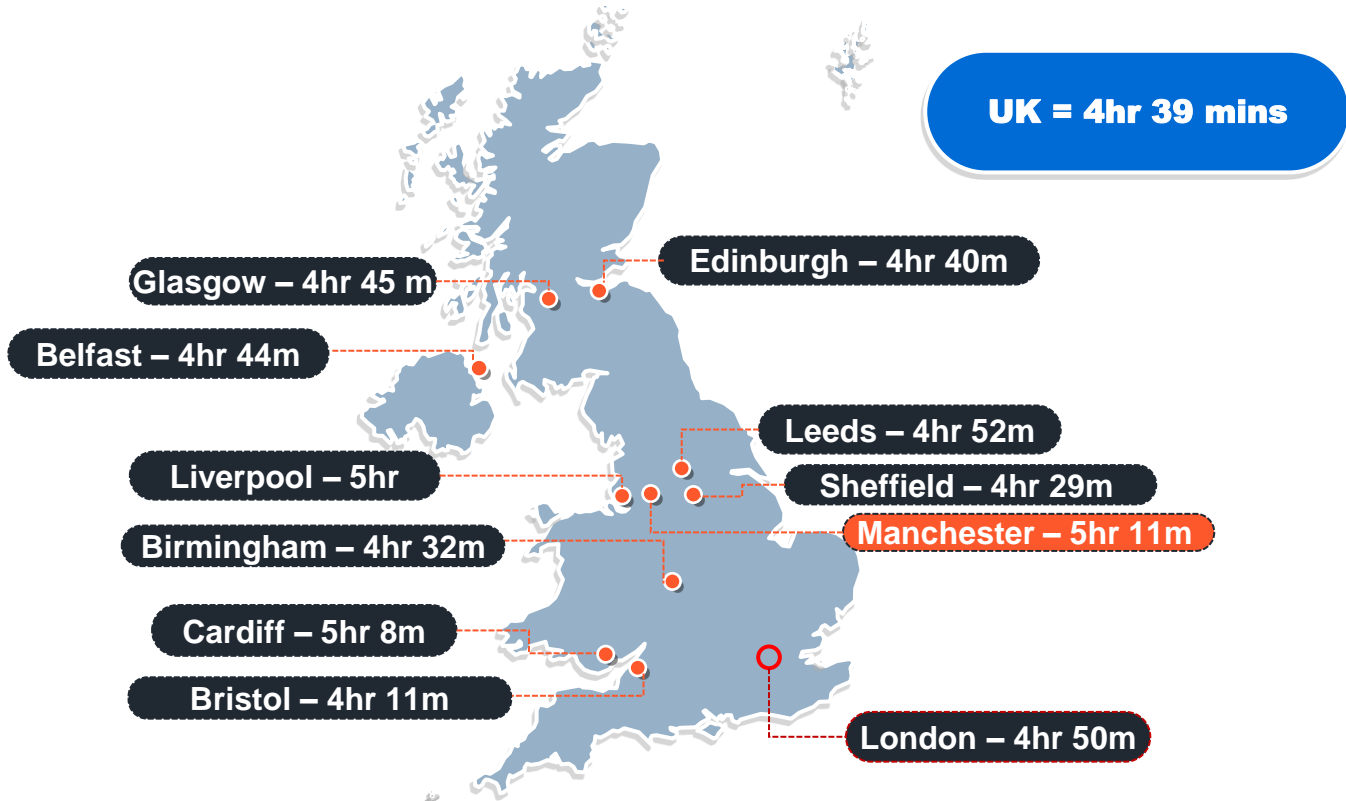 UK = 4hr 39 mins
Edinburgh – 4hr 40m
Glasgow – 4hr 45 m
Belfast – 4hr 44m
Leeds – 4hr 52m
Liverpool – 5hr
Sheffield – 4hr 29m
Manchester – 5hr 11m
Birmingham – 4hr 32m
Cardiff – 5hr 8m
Bristol – 4hr 11m
London – 4hr 50m